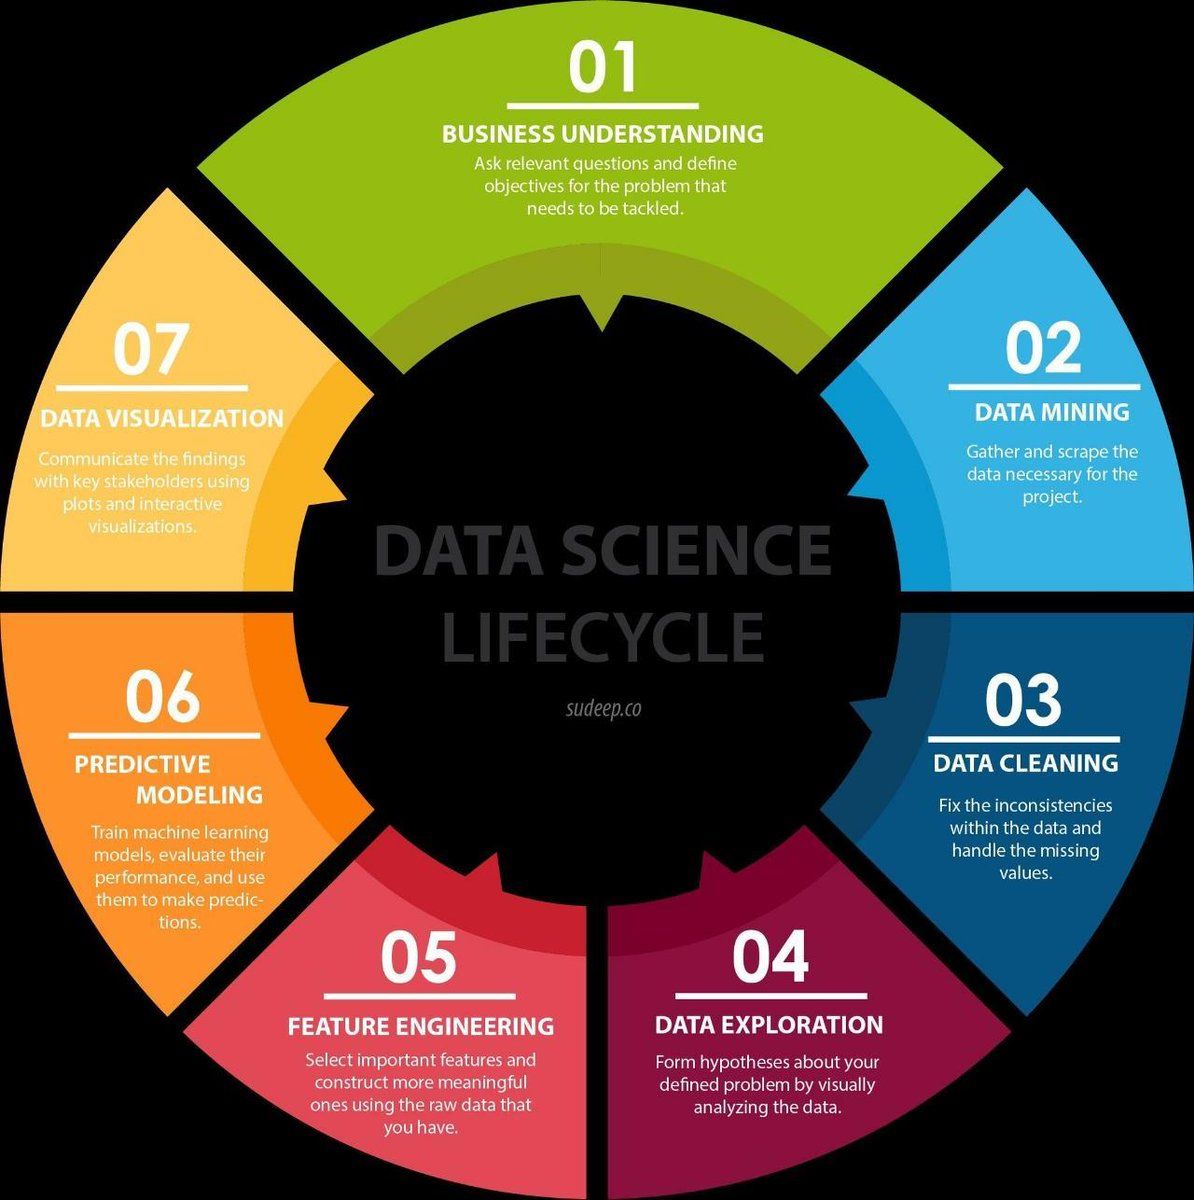 01
BUSINESS UNDERSTANDING
Ask relevant questions and define
objectives for the problem that
needs to be tackled.
02
DATA MINING
Gather and scrape the
data necessary for the
project.
03
DATA CLEANING
Fix the inconsistencies
within the data and
handle the missing
values.
04
DATA EXPLORATION
Form hypotheses about your
defined problem by visually
analyzing the data.
05
FEATURE ENGINEERING
Select important features and
construct more meaningful
ones using the raw data that
you have.
06
PREDICTIVE
MODELING
Train machine learning
models, evaluate their
performance, and use
them to make predic-
tions.
07
DATA VISUALIZATION
Communicate the findings
with key stakeholders using
plots and interactive
visualizations.
DATA SCIENCE
LIFECYCLE
sudeep.co